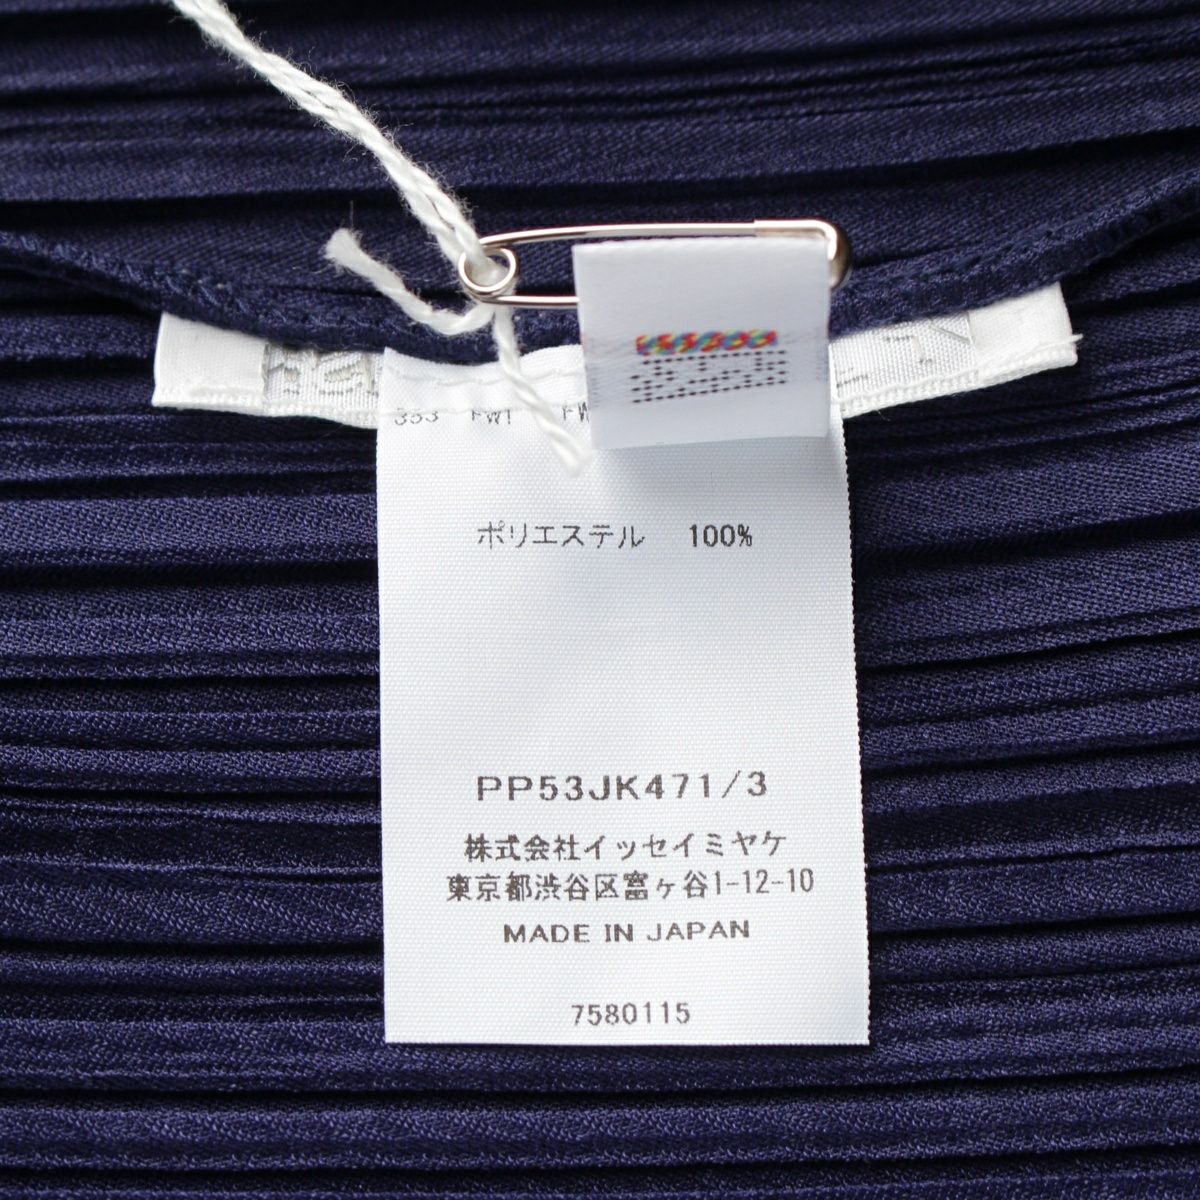 ポリエステル 100%
PP53JK471/3
株式会社イッセイミヤケ
東京都渋谷区富ヶ谷1-12-10
MADE IN JAPAN
7580115